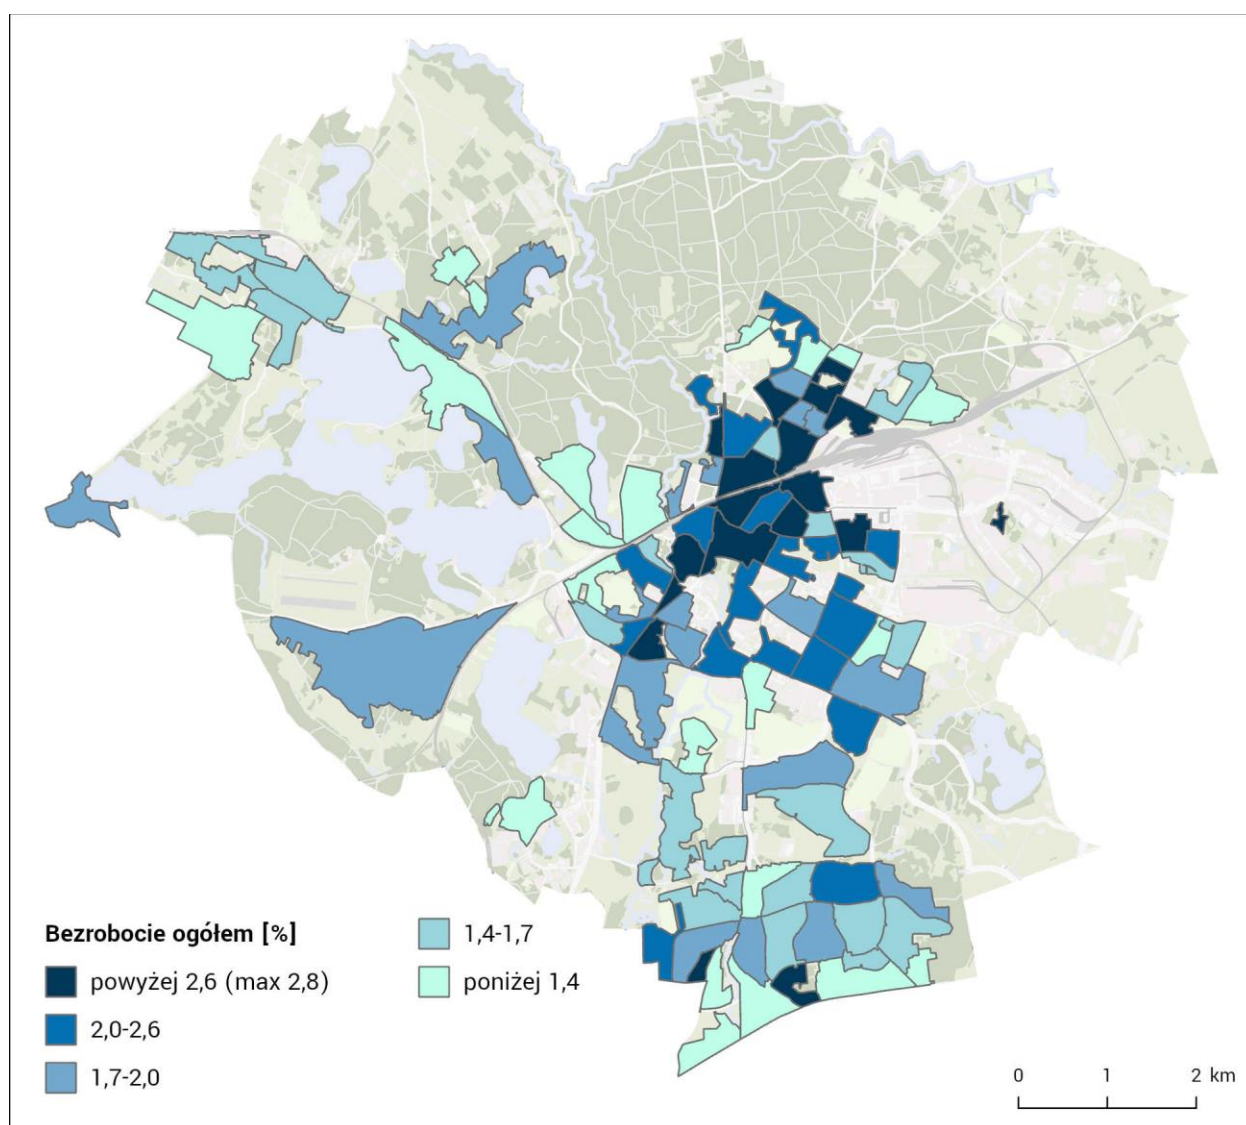 Bezrobocie ogółem [%]
powyżej 2,6 (max 2,8)
2,0-2,6
1,7-2,0
1,4-1,7
poniżej 1,4
0 1 2 km